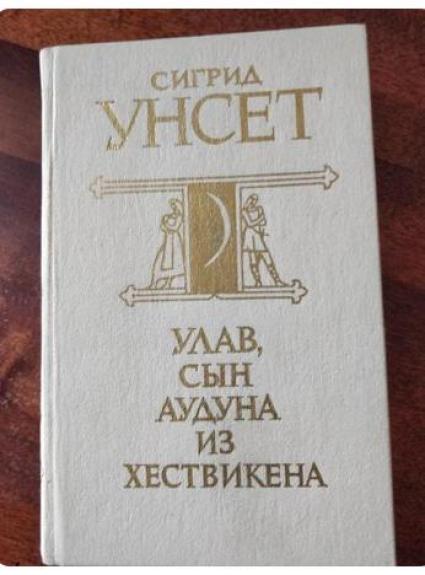 СИГРИД
УНСЕТ
УЛАВ,
СЫН
АУДУНА
ИЗ
ХЕСТВИКЕНА